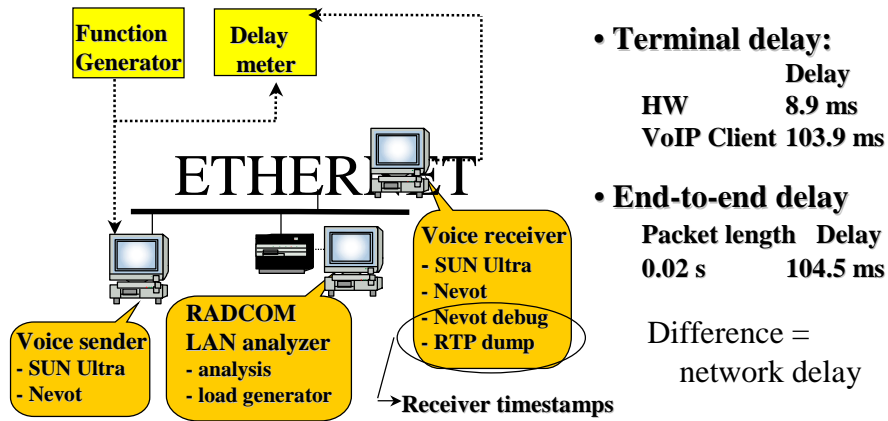 Function
Generator
Delay
meter
ETHERNET
Voice sender
- SUN Ultra
- Nevot
RADCOM
LAN analyzer
- analysis
- load generator
Voice receiver
- SUN Ultra
- Nevot
- Nevot debug
- RTP dump
Receiver timestamps
• Terminal delay:
Delay
HW 8.9 ms
VoIP Client 103.9 ms
• End-to-end delay
Packet length Delay
0.02 s 104.5 ms
Difference =
network delay